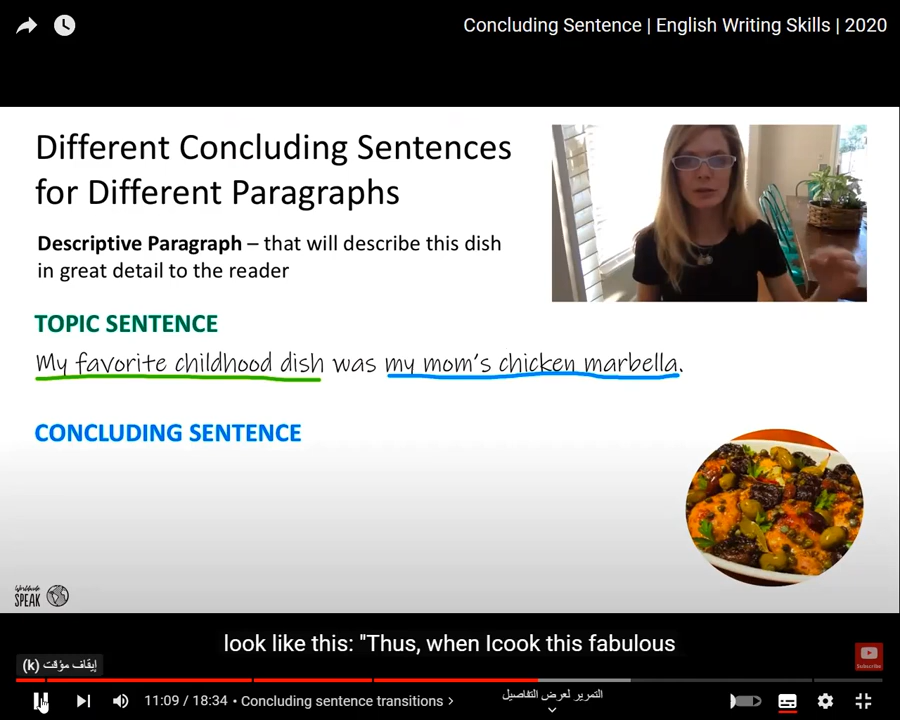 Concluding Sentence | English Writing Skills | 2020
Different Concluding Sentences
for Different Paragraphs
Descriptive Paragraph – that will describe this dish
in great detail to the reader
TOPIC SENTENCE
My favorite childhood dish was my mom's chicken marbella.
CONCLUDING SENTENCE
Worldwide
SPEAK
look like this: "Thus, when Icook this fabulous
إيقاف مؤقت (k)
Subscribe
11:09 / 18:34 • Concluding sentence transitions
التمرير لعرض التفاصيل